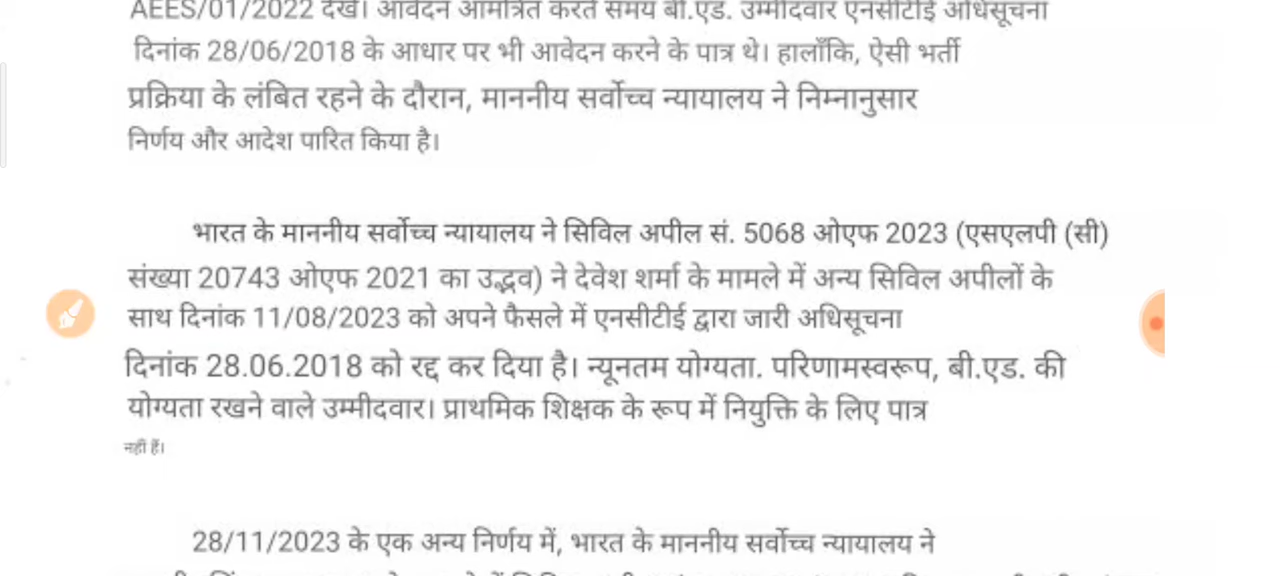 AEES/01/2022 देखें। आवेदन आमंत्रित करते समय बी.एड. उम्मीदवार एनसीटीई अधिसूचना
दिनांक 28/06/2018 के आधार पर भी आवेदन करने के पात्र थे। हालाँकि, ऐसी भर्ती
प्रक्रिया के लंबित रहने के दौरान, माननीय सर्वोच्च न्यायालय ने निम्नानुसार
निर्णय और आदेश पारित किया है।
भारत के माननीय सर्वोच्च न्यायालय ने सिविल अपील सं. 5068 ओएफ 2023 (एसएलपी (सी)
संख्या 20743 ओएफ 2021 का उद्भव) ने देवेश शर्मा के मामले में अन्य सिविल अपीलों के
साथ दिनांक 11/08/2023 को अपने फैसले में एनसीटीई द्वारा जारी अधिसूचना
दिनांक 28.06.2018 को रद्द कर दिया है। न्यूनतम योग्यता. परिणामस्वरूप, बी.एड. की
योग्यता रखने वाले उम्मीदवार। प्राथमिक शिक्षक के रूप में नियुक्ति के लिए पात्र
नहीं हैं।
28/11/2023 के एक अन्य निर्णय में, भारत के माननीय सर्वोच्च न्यायालय ने